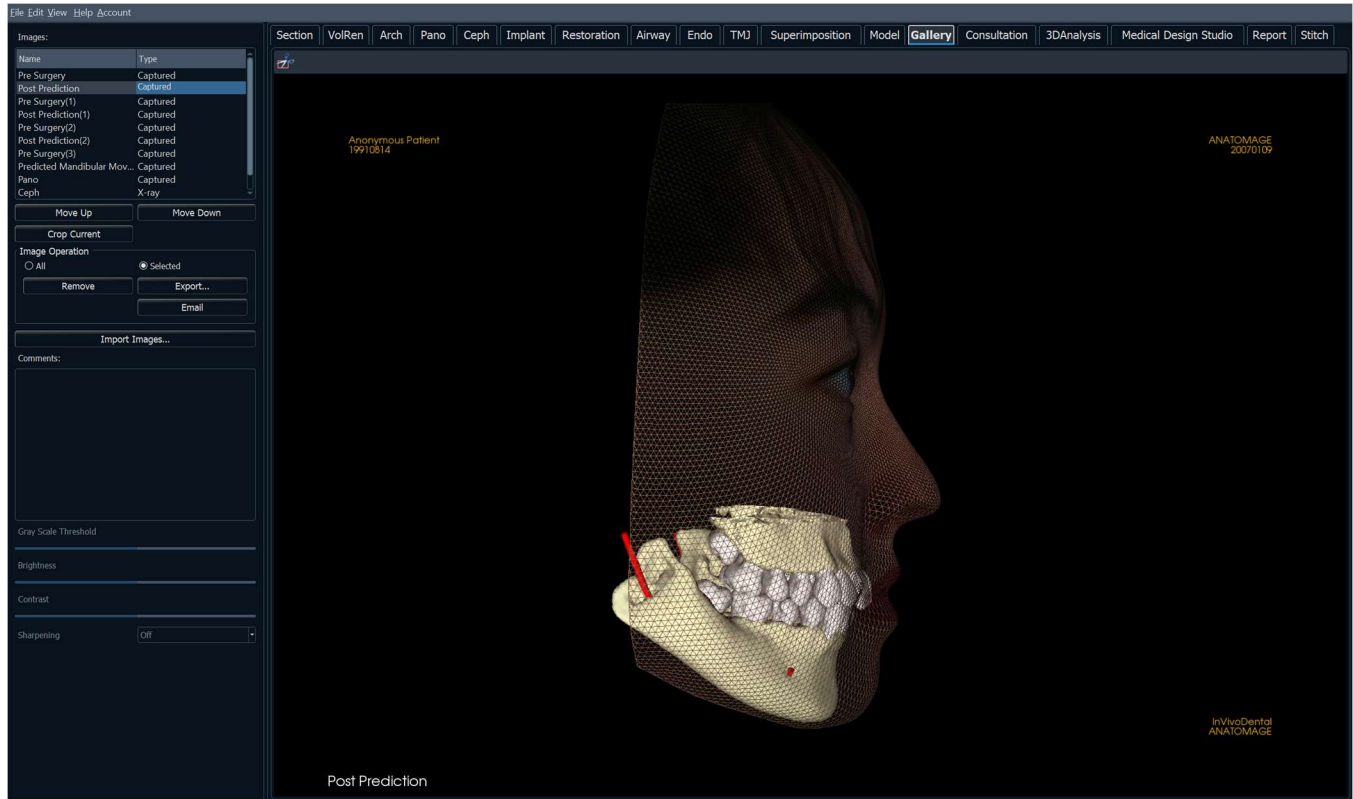 File Edit View Help Account
Images:
Name Type
Pre Surgery Captured
Post Prediction Captured
Pre Surgery(1) Captured
Post Prediction(1) Captured
Pre Surgery(2) Captured
Post Prediction(2) Captured
Pre Surgery(3) Captured
Predicted Mandibular Mov... Captured
Pano Captured
Ceph X-ray
Move Up Move Down
Crop Current
Image Operation
All Selected
Remove Export...
Email
Import Images...
Comments:
Gray Scale Threshold
Brightness
Contrast
Sharpening Off
Section VolRen Arch Pano Ceph Implant Restoration Airway Endo TMJ Superimposition Model Gallery Consultation 3DAnalysis Medical Design Studio Report Stitch
Anonymous Patient
19910814
ANATOMAGE
20070109
InVivoDental
ANATOMAGE
Post Prediction